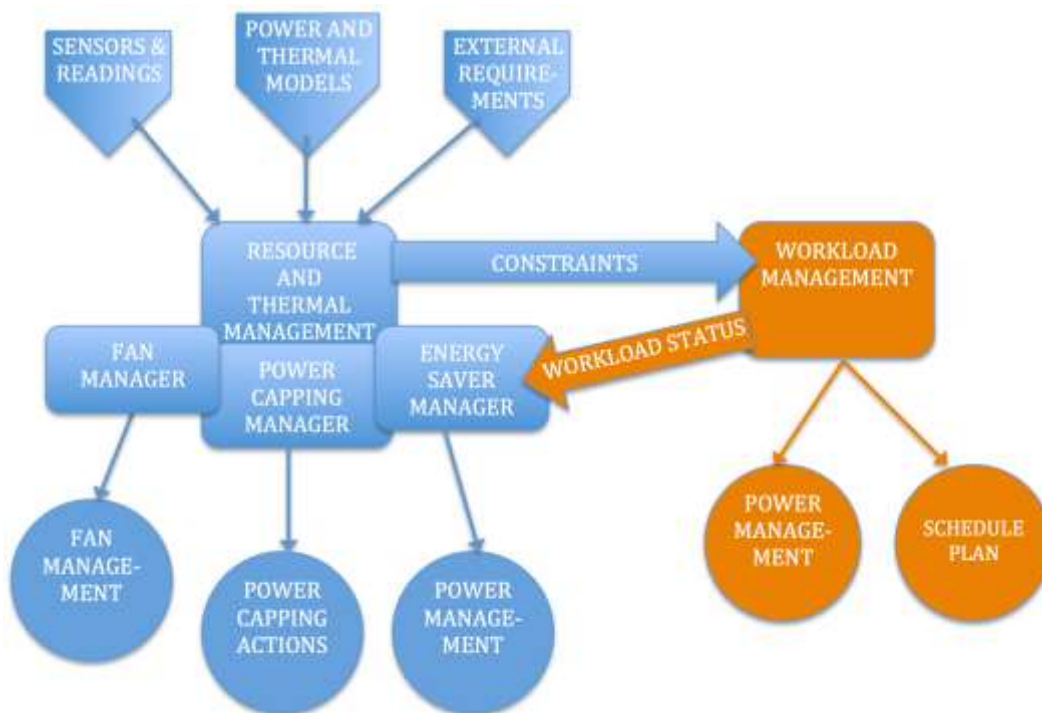 SENSORS &
READINGS
POWER AND
THERMAL
MODELS
EXTERNAL
REQUIRE-
MENTS
RESOURCE
AND
THERMAL
MANAGEMENT
CONSTRAINTS
WORKLOAD
MANAGEMENT
WORKLOAD STATUS
FAN
MANAGER
POWER
CAPPING
MANAGER
ENERGY
SAVER
MANAGER
FAN
MANAGE-
MENT
POWER
CAPPING
ACTIONS
POWER
MANAGE-
MENT
POWER
MANAGE-
MENT
SCHEDULE
PLAN